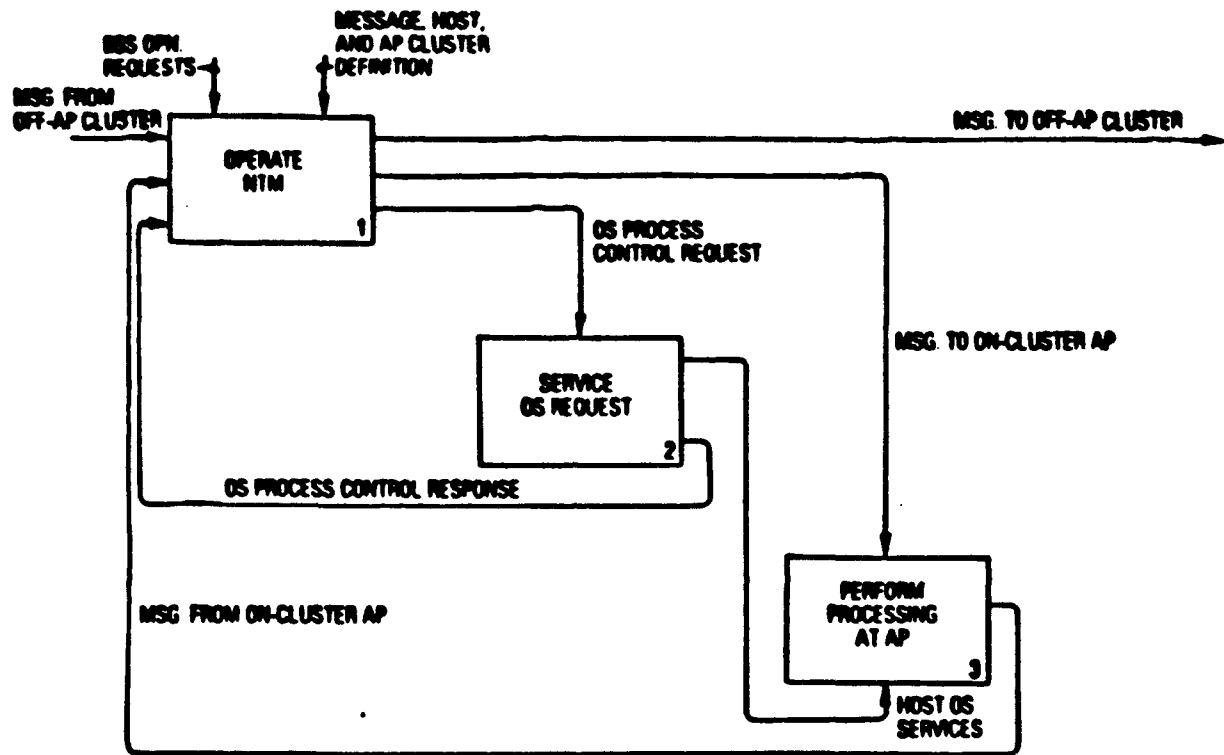 MESSAGE, HOST,
AND AP CLUSTER
DEFINITION
OPN.
REQUESTS
MSG FROM
OFF-AP CLUSTER
MSG. TO OFF-AP CLUSTER
OPERATE
NTM
1
OS PROCESS
CONTROL REQUEST
MSG. TO ON-CLUSTER AP
SERVICE
OS REQUEST
2
OS PROCESS CONTROL RESPONSE
MSG FROM ON-CLUSTER AP
PERFORM
PROCESSING
AT AP
3
HOST OS
SERVICES